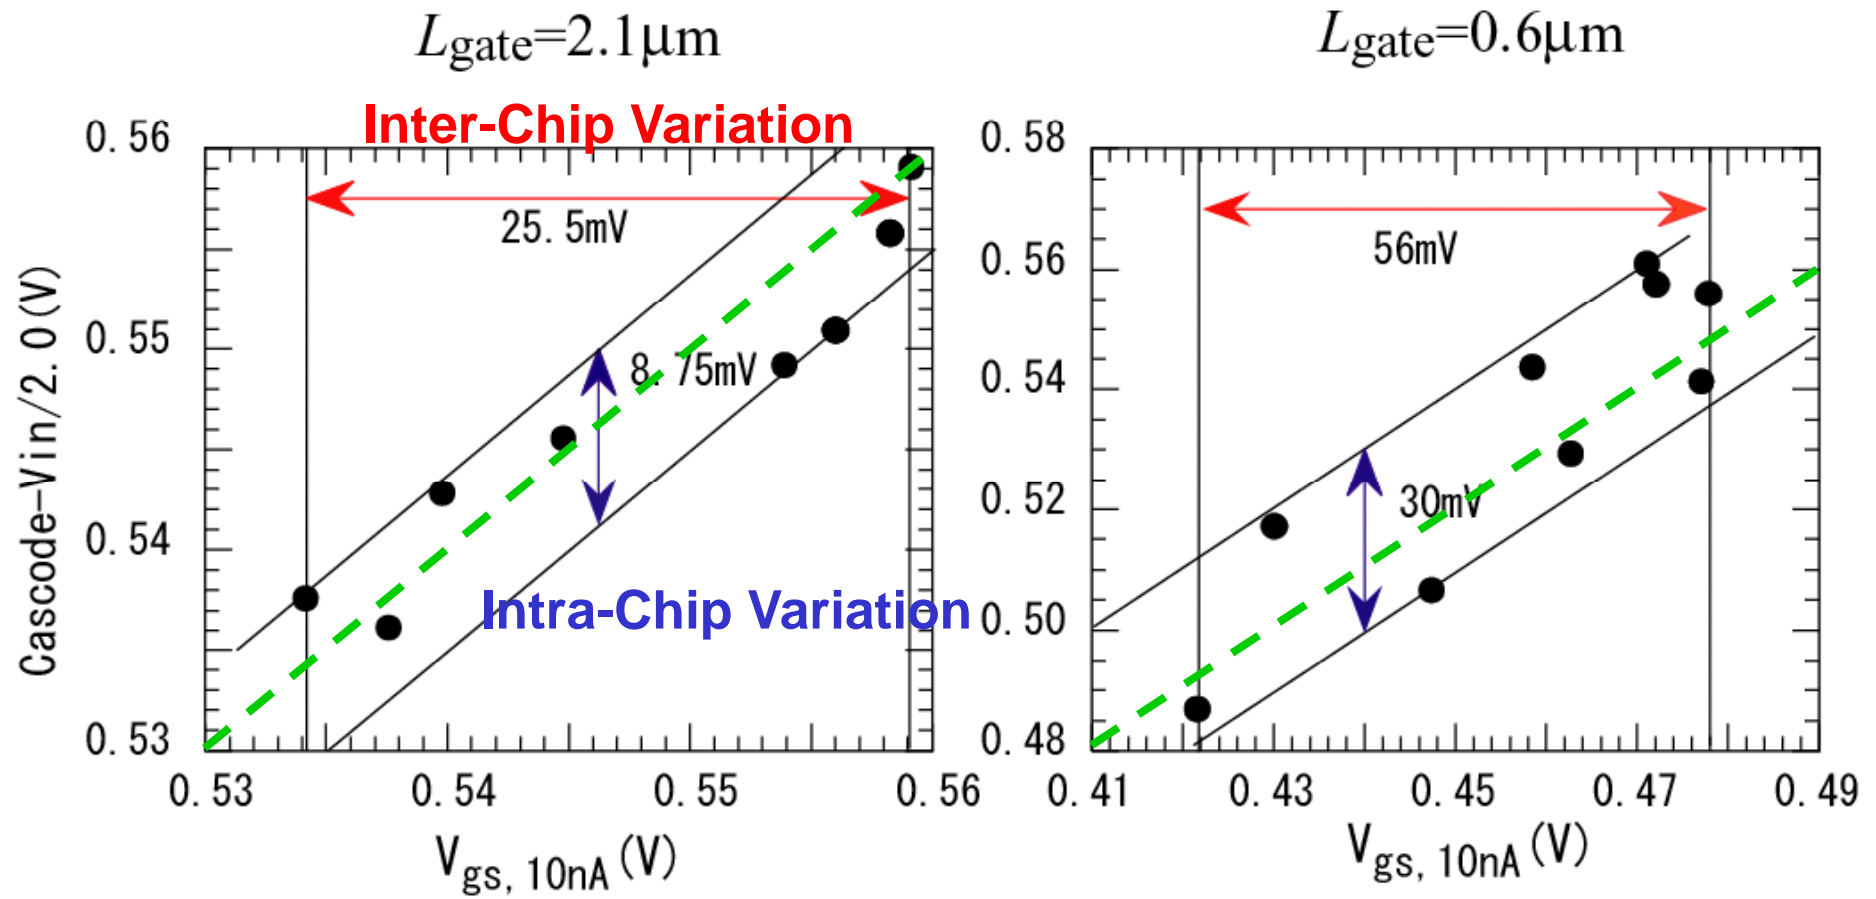 Lgate=2.1μm
Lgate=0.6μm
Inter-Chip Variation
0.56
0.55
0.54
0.53
Cascode-Vin/2.0(V)
25.5mV
8.75mV
Intra-Chip Variation
0.53 0.54 0.55 0.56
Vgs, 10nA (V)
0.58
0.56
0.54
0.52
0.50
0.48
56mV
30mV
0.41 0.43 0.45 0.47 0.49
Vgs, 10nA (V)